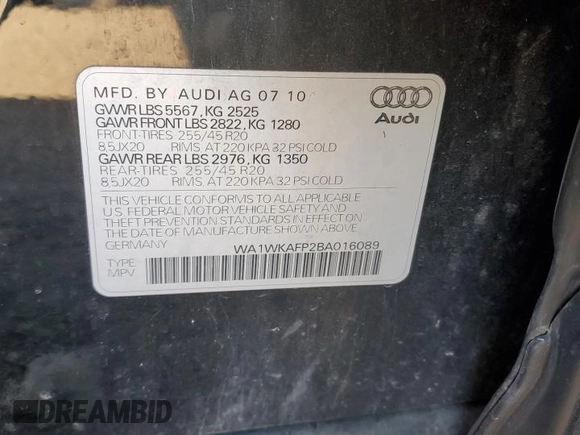 MFD. BY AUDI AG 07 10
GVWR LBS 5567, KG 2525
GAWR FRONT LBS 2822, KG 1280
FRONT-TIRES 255/45 R20
8.5JX20 RIMS, AT 220 KPA 32 PSI COLD
GAWR REAR LBS 2976, KG 1350
REAR-TIRES 255/45 R20
8.5JX20 RIMS, AT 220 KPA 32 PSI COLD
Audi
THIS VEHICLE CONFORMS TO ALL APPLICABLE
U.S. FEDERAL MOTOR VEHICLE SAFETY AND
THEFT PREVENTION STANDARDS IN EFFECT ON
DATE OF MANUFACTURE SHOWN ABOVE.
GERMANY WA1WKAFP2BA016089
TYPE
MPV
DREAMBID